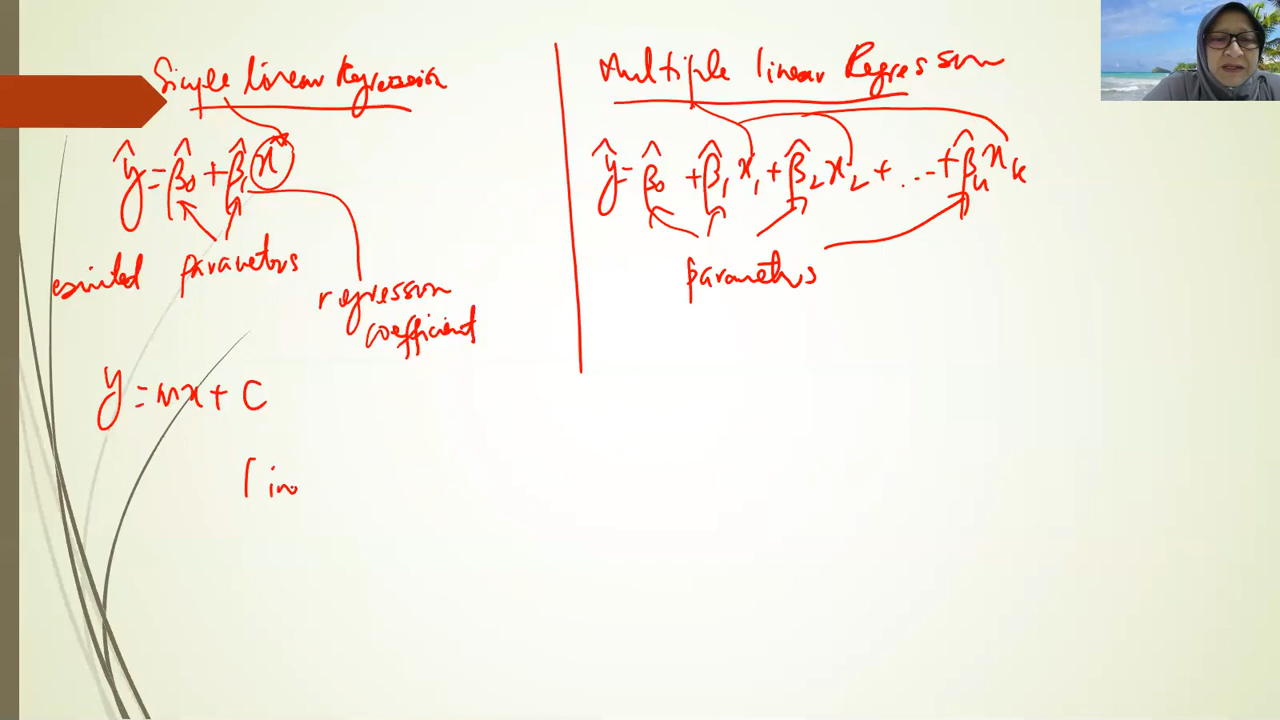 Simple linear Regression
ŷ = β̂₀ + β̂₁ x
parameters
regression
coefficient
y = mx + C
Multiple linear Regression
ŷ = β̂₀ + β̂₁ x₁ + β̂₂ x₂ + ... + β̂ₖ xₖ
parameters